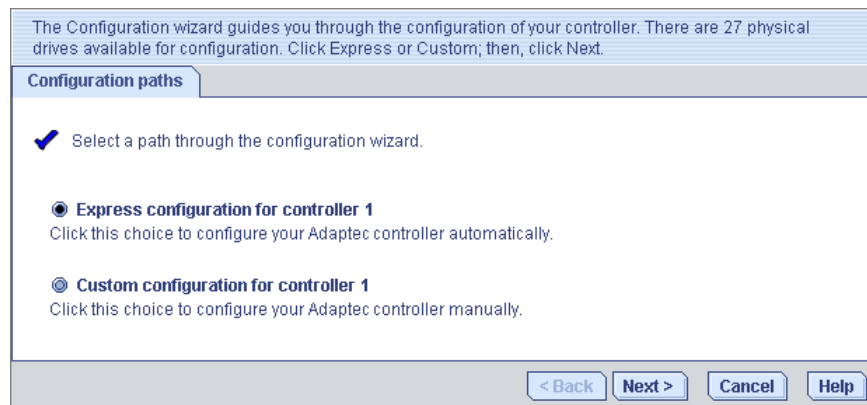 The Configuration wizard guides you through the configuration of your controller. There are 27 physical
drives available for configuration. Click Express or Custom; then, click Next.
Configuration paths
Select a path through the configuration wizard.
Express configuration for controller 1
Click this choice to configure your Adaptec controller automatically.
Custom configuration for controller 1
Click this choice to configure your Adaptec controller manually.
< Back Next > Cancel Help